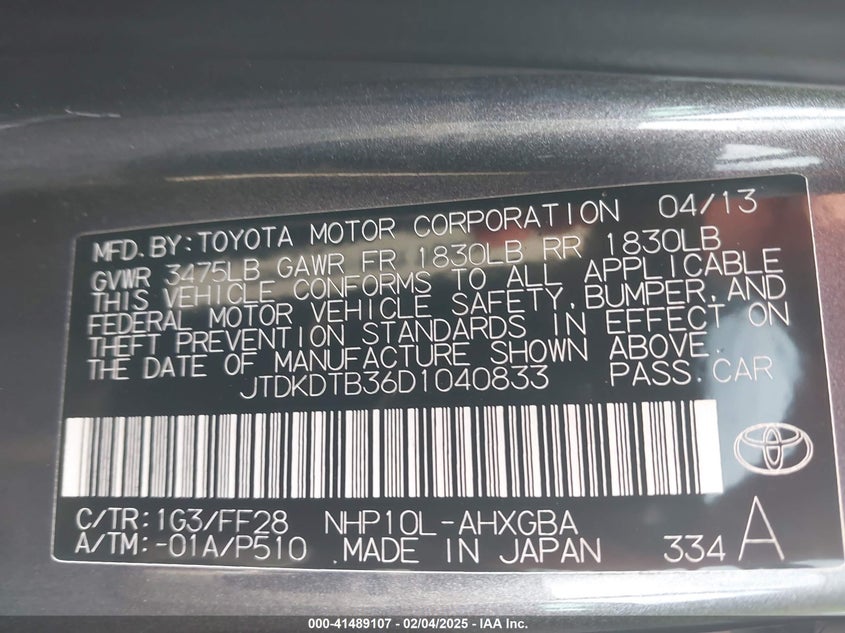 MFD. BY: TOYOTA MOTOR CORPORATION 04/13
GVWR 3475LB GAWR FR 1830LB RR 1830LB
THIS VEHICLE CONFORMS TO ALL APPLICABLE
FEDERAL MOTOR VEHICLE SAFETY, BUMPER, AND
THEFT PREVENTION STANDARDS IN EFFECT ON
THE DATE OF MANUFACTURE SHOWN ABOVE.
JTDKDTB36D1040833 PASS. CAR
C/TR: 1G3/FF28 NHP10L-AHXGBA
A/TM: -01A/P510 MADE IN JAPAN 334 A
000-41489107 - 02/04/2025 - IAA Inc.